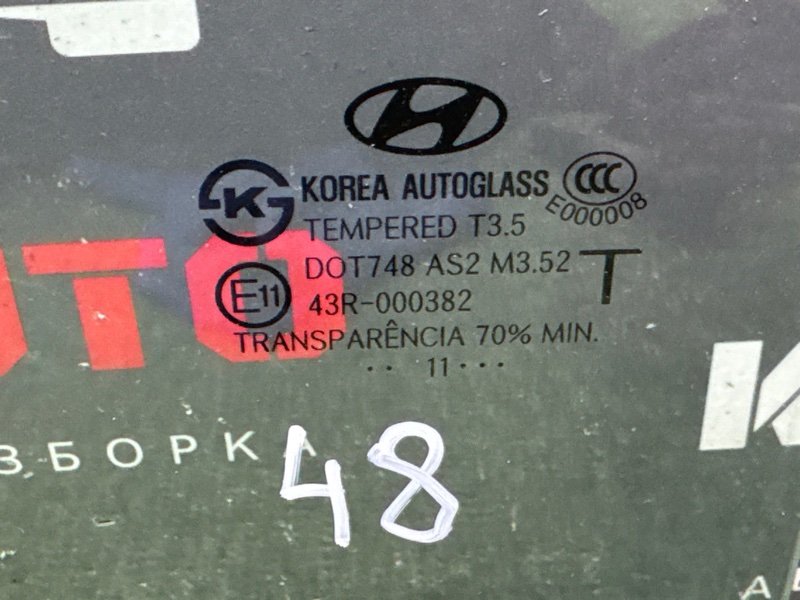 KOREA AUTOGLASS
CCC
E000008
TEMPERED T3.5
DOT748 AS2 M3.52
T
E11
43R-000382
TRANSPARÊNCIA 70% MIN.
·· 11 ···
48